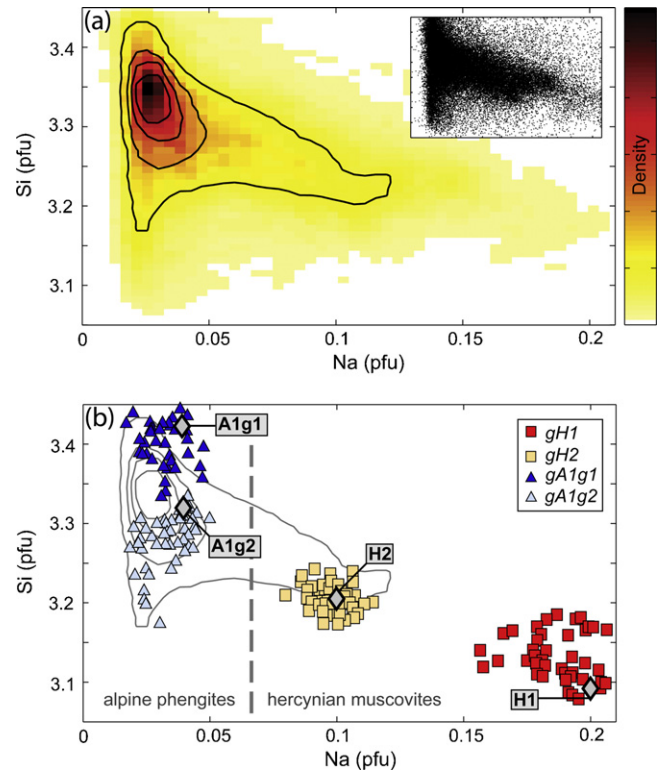 (a)
3.4
3.3
3.2
3.1
Si (pfu)
0
0.05
0.1
0.15
0.2
Na (pfu)
Density
(b)
A1g1
gH1
gH2
gA1g1
gA1g2
3.4
3.3
3.2
3.1
Si (pfu)
A1g2
H2
H1
alpine phengites
hercynian muscovites
0
0.05
0.1
0.15
0.2
Na (pfu)